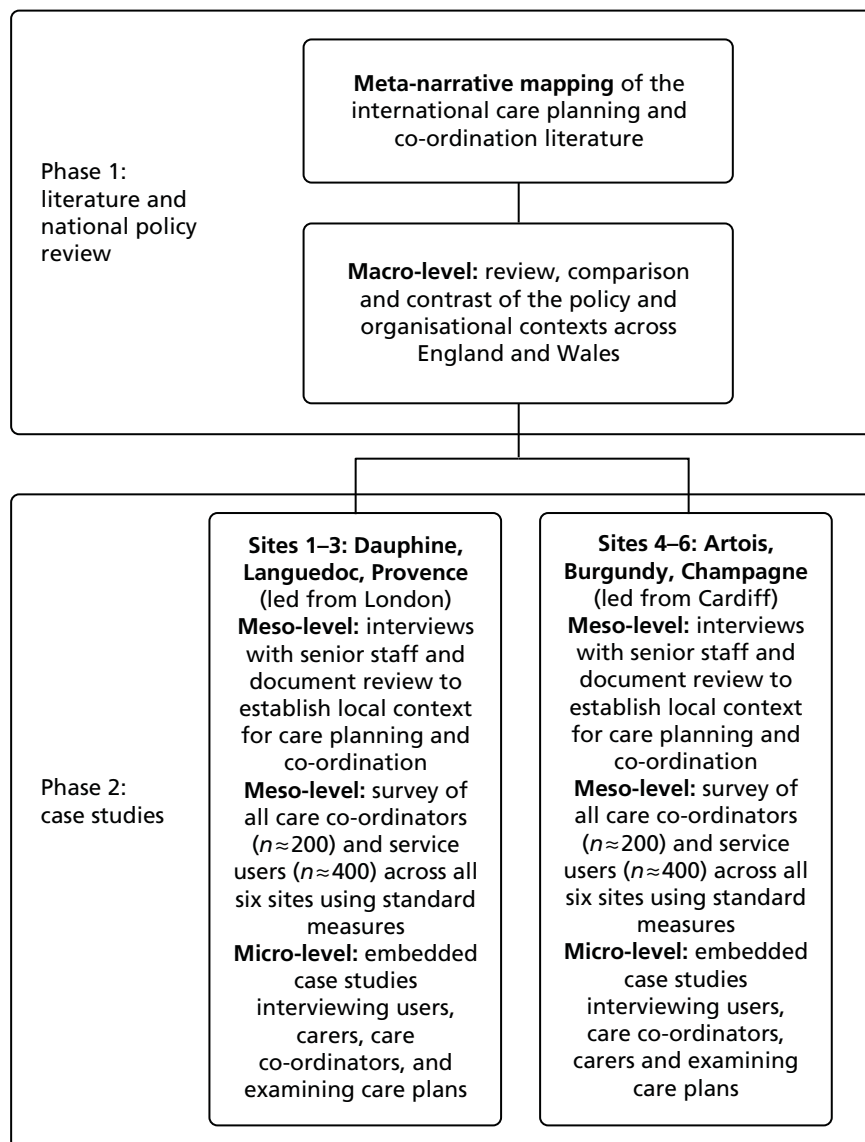 Phase 1:
literature and
national policy
review
Meta-narrative mapping of the
international care planning and
co-ordination literature
Macro-level: review, comparison
and contrast of the policy and
organisational contexts across
England and Wales
Phase 2:
case studies
Sites 1–3: Dauphine,
Languedoc, Provence
(led from London)
Meso-level: interviews
with senior staff and
document review to
establish local context
for care planning and
co-ordination
Meso-level: survey of
all care co-ordinators
(n≈200) and service
users (n≈400) across all
six sites using standard
measures
Micro-level: embedded
case studies
interviewing users,
carers, care
co-ordinators, and
examining care plans
Sites 4–6: Artois,
Burgundy, Champagne
(led from Cardiff)
Meso-level: interviews
with senior staff and
document review to
establish local context
for care planning and
co-ordination
Meso-level: survey of
all care co-ordinators
(n≈200) and service
users (n≈400) across all
six sites using standard
measures
Micro-level: embedded
case studies
interviewing users,
care co-ordinators,
carers and examining
care plans